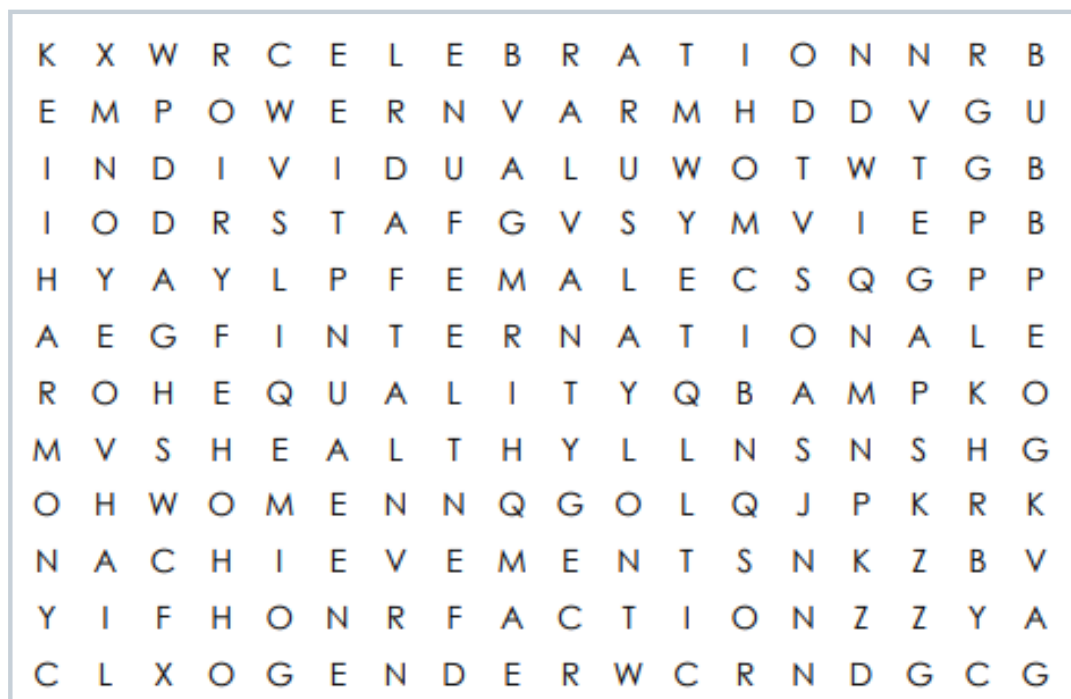 K X W R C E L E B R A T I O N N R B
E M P O W E R N V A R M H D D V G U
I N D I V I D U A L U W O T W T G B
I O D R S T A F G V S Y M V I E P B
H Y A Y L P F E M A L E C S Q G P P
A E G F I N T E R N A T I O N A L E
R O H E Q U A L I T Y Q B A M P K O
M V S H E A L T H Y L L N S N S H G
O H W O M E N N Q G O L Q J P K R K
N A C H I E V E M E N T S N K Z B V
Y I F H O N R F A C T I O N Z Z Y A
C L X O G E N D E R W C R N D G C G